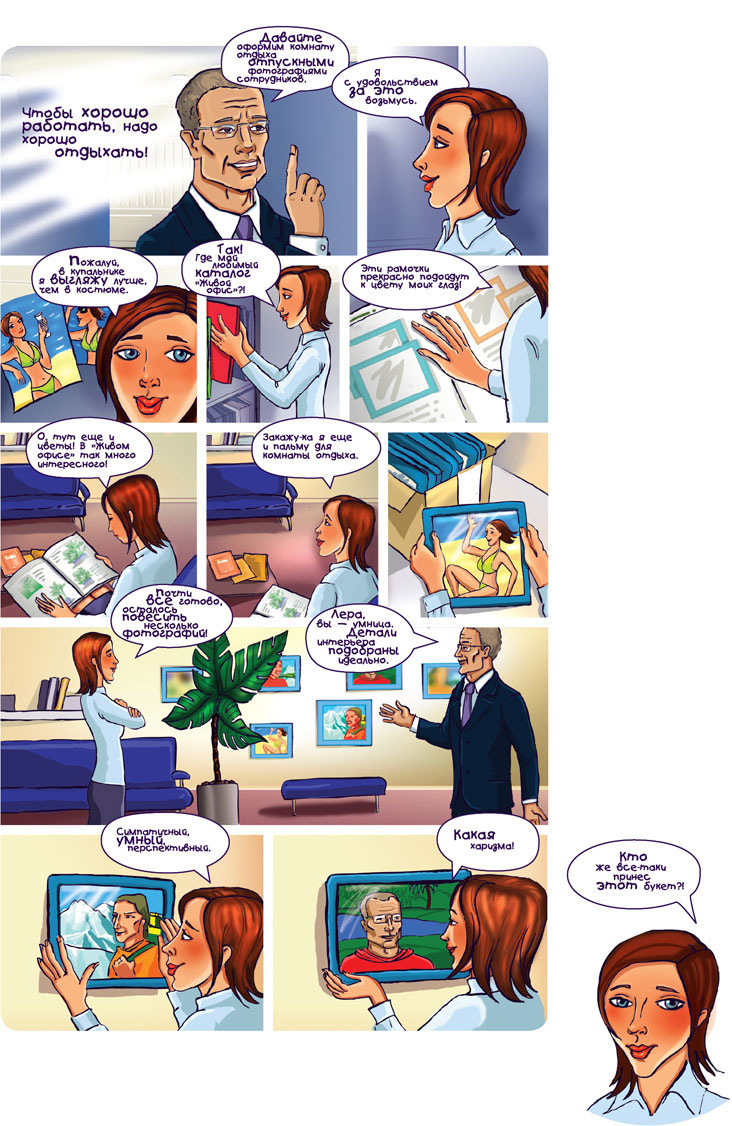 Чтобы хорошо
работать, надо
хорошо
отдыхать!
Давайте
оформим комнату
отдыха
отпускными
фотографиями
сотрудников.
Я
с удовольствием
за это
возьмусь.
Пожалуй,
в купальнике
я выгляжу лучше,
чем в костюме.
Так!
Где мой
любимый
каталог
«Живой
офис»?!
Эти рамочки
прекрасно подойдут
к цвету моих глаз!
О, тут еще и
цветы! В «Живом
офисе» так много
интересного!
Закажу-ка я еще
и пальму для
комнаты отдыха.
Почти
все готово,
осталось
повесить
несколько
фотографий!
Лера,
вы — умница.
Детали
интерьера
подобраны
идеально.
Симпатичный,
умный,
перспективный.
Какая
харизма!
Кто
же все-таки
принес
этот букет?!